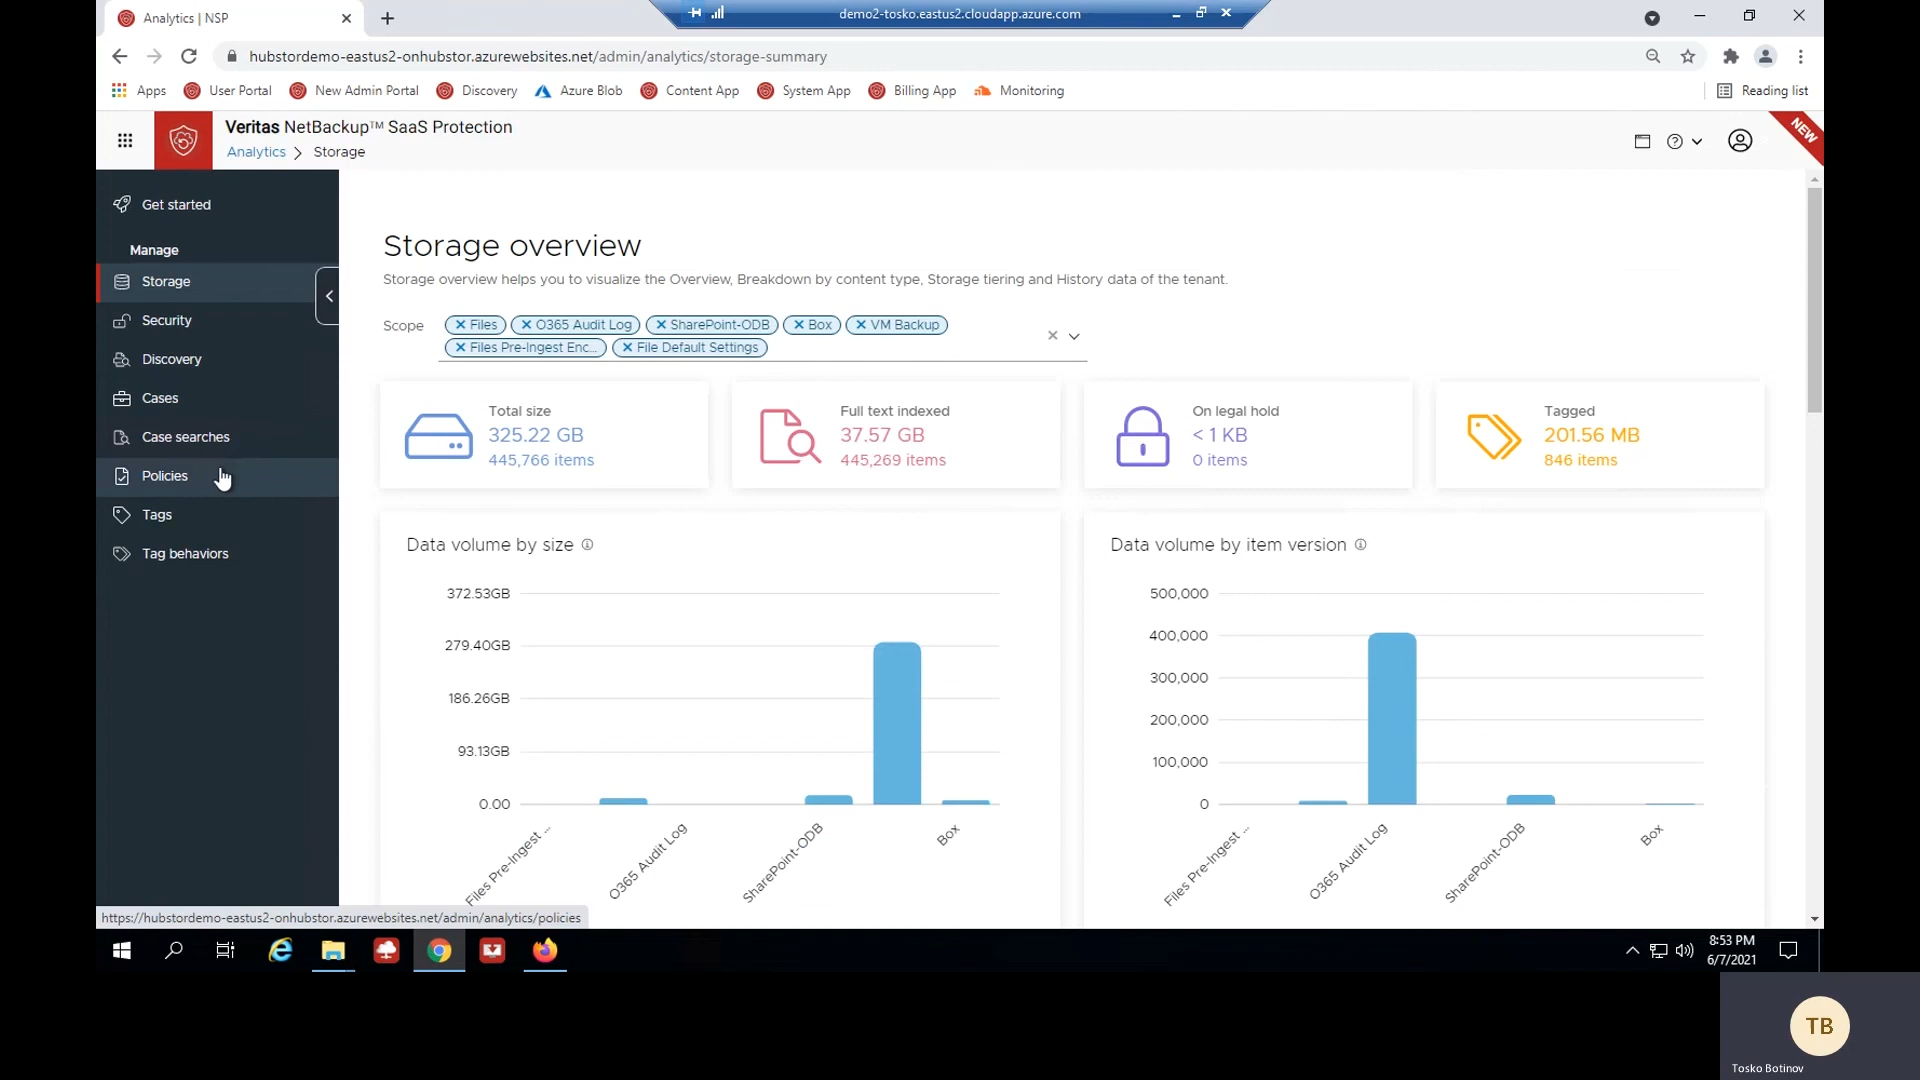 Analytics | NSP
demo2-tosko.eastus2.cloudapp.azure.com
hubstordemo-eastus2-onhubstor.azurewebsites.net/admin/analytics/storage-summary
Apps User Portal New Admin Portal Discovery Azure Blob Content App System App Billing App Monitoring Reading list
Veritas NetBackup™ SaaS Protection
Analytics > Storage
NEW
Get started
Manage
Storage
Security
Discovery
Cases
Case searches
Policies
Tags
Tag behaviors
Storage overview
Storage overview helps you to visualize the Overview, Breakdown by content type, Storage tiering and History data of the tenant.
Scope
Files O365 Audit Log SharePoint-ODB Box VM Backup
Files Pre-Ingest Enc... File Default Settings
Total size
325.22 GB
445,766 items
Full text indexed
37.57 GB
445,269 items
On legal hold
< 1 KB
0 items
Tagged
201.56 MB
846 items
Data volume by size
372.53GB
279.40GB
186.26GB
93.13GB
0.00
Files Pre-Ingest ...
O365 Audit Log
SharePoint-ODB
Box
Data volume by item version
500,000
400,000
300,000
200,000
100,000
0
Files Pre-Ingest ...
O365 Audit Log
SharePoint-ODB
Box
https://hubstordemo-eastus2-onhubstor.azurewebsites.net/admin/analytics/policies
8:53 PM
6/7/2021
TB
Tosko Botinov